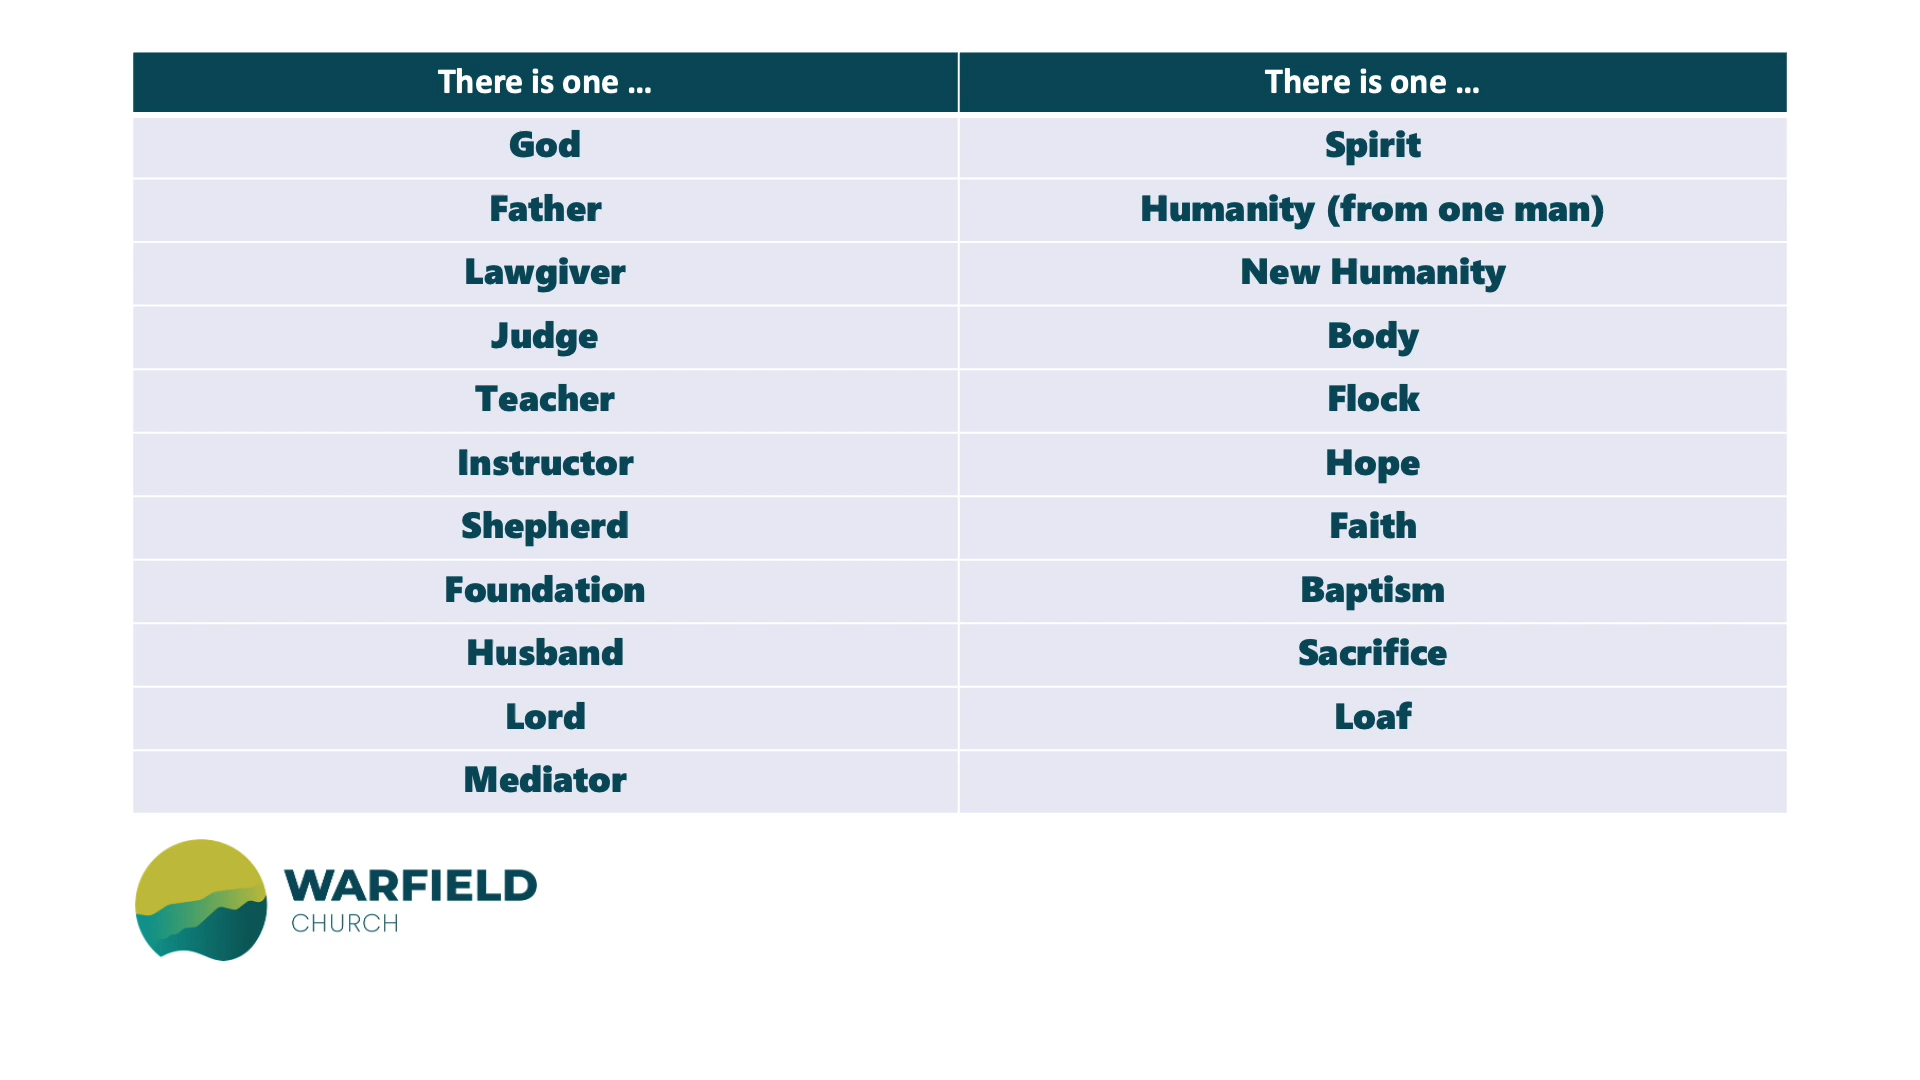 There is one ... There is one ...
God Spirit
Father Humanity (from one man)
Lawgiver New Humanity
Judge Body
Teacher Flock
Instructor Hope
Shepherd Faith
Foundation Baptism
Husband Sacrifice
Lord Loaf
Mediator
WARFIELD
CHURCH